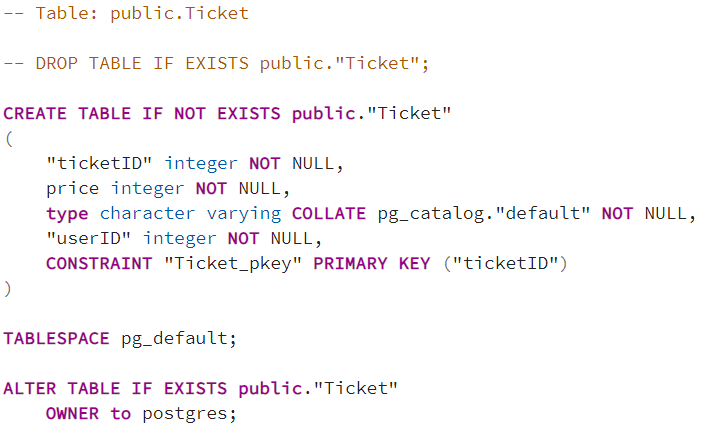 -- Table: public.Ticket
-- DROP TABLE IF EXISTS public."Ticket";
CREATE TABLE IF NOT EXISTS public."Ticket"
(
    "ticketID" integer NOT NULL,
    price integer NOT NULL,
    type character varying COLLATE pg_catalog."default" NOT NULL,
    "userID" integer NOT NULL,
    CONSTRAINT "Ticket_pkey" PRIMARY KEY ("ticketID")
)
TABLESPACE pg_default;
ALTER TABLE IF EXISTS public."Ticket"
    OWNER to postgres;